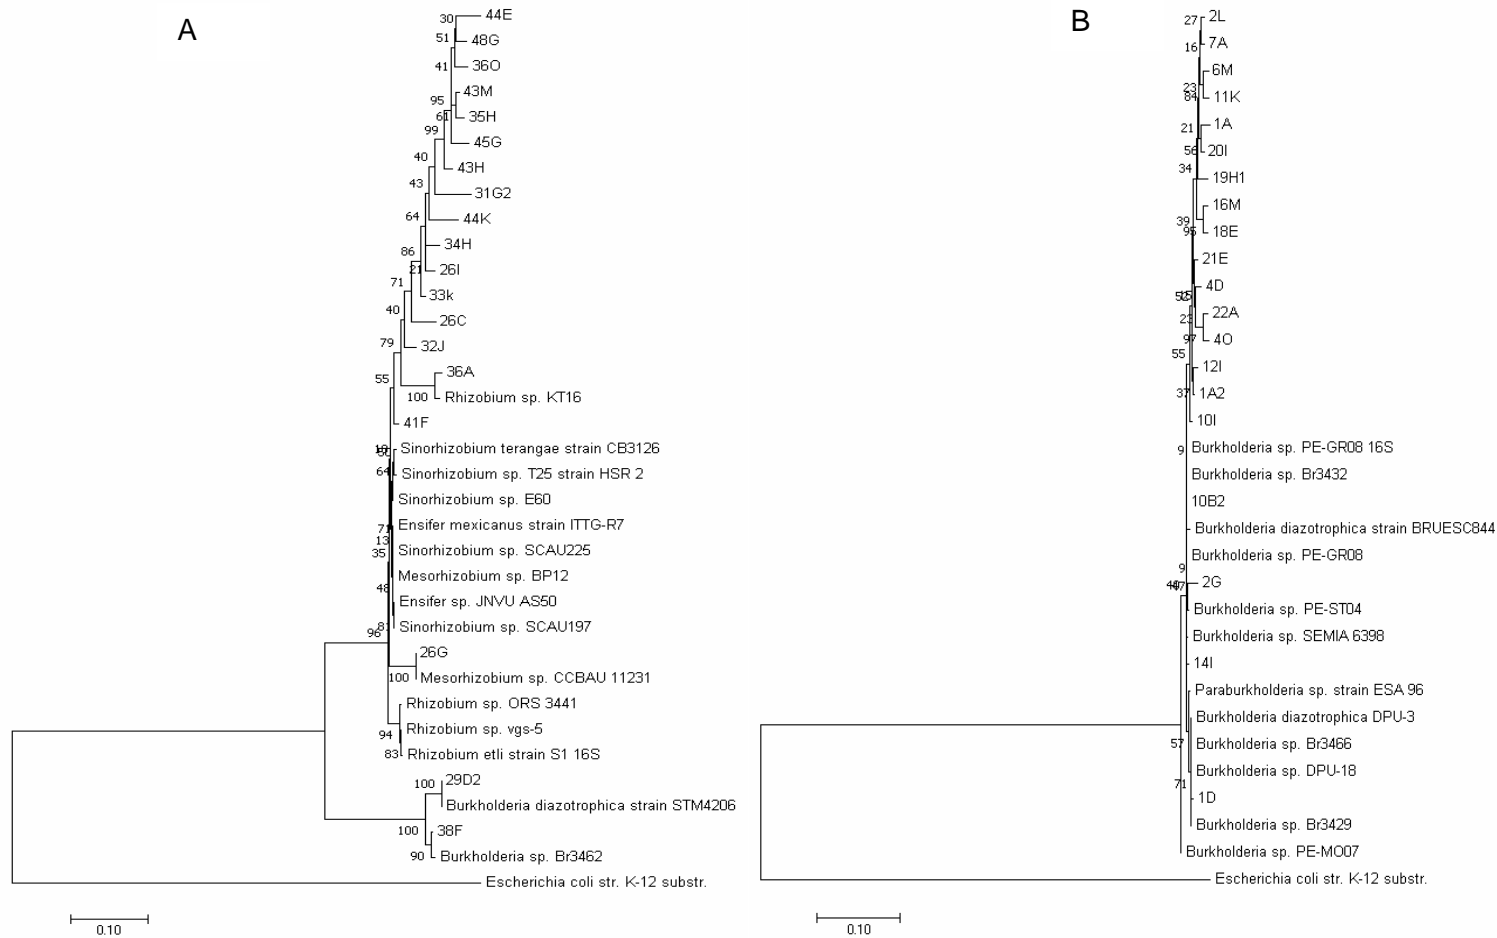 A
30
44E
51
48G
41
36O
43M
95
61
35H
99
45G
40
43H
43
31G2
64
44K
86
34H
21
26I
71
33k
40
26C
79
32J
55
36A
100
Rhizobium sp. KT16
41F
Sinorhizobium terangae strain CB3126
64
Sinorhizobium sp. T25 strain HSR 2
Sinorhizobium sp. E60
71
Ensifer mexicanus strain ITTG-R7
13
35
Sinorhizobium sp. SCAU225
Mesorhizobium sp. BP12
48
Ensifer sp. JNVU AS50
Sinorhizobium sp. SCAU197
96
26G
100
Mesorhizobium sp. CCBAU 11231
Rhizobium sp. ORS 3441
94
Rhizobium sp. vgs-5
83
Rhizobium etli strain S1 16S
100
29D2
Burkholderia diazotrophica strain STM4206
100
38F
90
Burkholderia sp. Br3462
Escherichia coli str. K-12 substr.
0.10
B
27
2L
16
7A
6M
23
84
11K
21
1A
56
20I
34
19H1
16M
39
95
18E
21E
4D
23
22A
97
4O
55
12I
37
1A2
10I
9
Burkholderia sp. PE-GR08 16S
Burkholderia sp. Br3432
10B2
Burkholderia diazotrophica strain BRUESC844
Burkholderia sp. PE-GR08
9
47
2G
Burkholderia sp. PE-ST04
Burkholderia sp. SEMIA 6398
14I
Paraburkholderia sp. strain ESA 96
Burkholderia diazotrophica DPU-3
57
Burkholderia sp. Br3466
Burkholderia sp. DPU-18
71
1D
Burkholderia sp. Br3429
Burkholderia sp. PE-MO07
Escherichia coli str. K-12 substr.
0.10